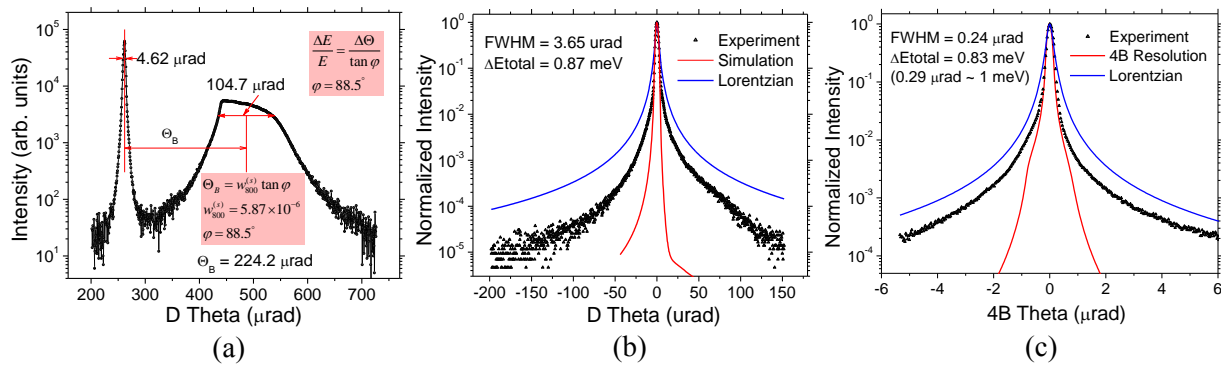 (a)
10^5
10^4
10^3
10^2
10^1
Intensity (arb. units)
4.62 μrad
104.7 μrad
ΔE/E = ΔΘ/tan φ
φ = 88.5°
Θ_B
Θ_B = w_800^(s) tan φ
w_800^(s) = 5.87×10^-6
φ = 88.5°
Θ_B = 224.2 μrad
200 300 400 500 600 700
D Theta (μrad)
(b)
10^0
10^-1
10^-2
10^-3
10^-4
10^-5
Normalized Intensity
FWHM = 3.65 urad
ΔEtotal = 0.87 meV
Experiment
Simulation
Lorentzian
-200 -150 -100 -50 0 50 100 150
D Theta (urad)
(c)
10^0
10^-1
10^-2
10^-3
10^-4
Normalized Intensity
FWHM = 0.24 μrad
ΔEtotal = 0.83 meV
(0.29 μrad ~ 1 meV)
Experiment
4B Resolution
Lorentzian
-6 -4 -2 0 2 4 6
4B Theta (μrad)